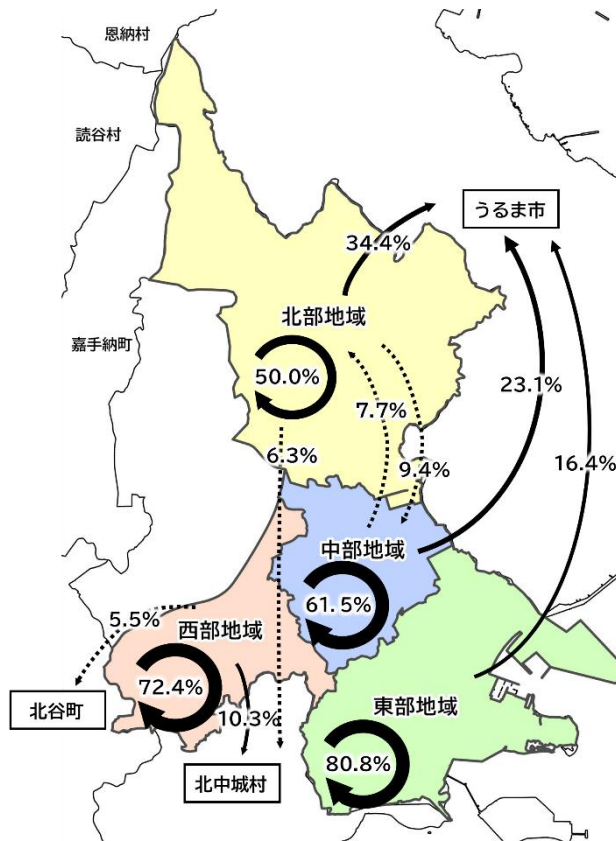 恩納村
読谷村
うるま市
34.4%
北部地域
嘉手納町
50.0%
7.7%
23.1%
6.3%
9.4%
16.4%
中部地域
61.5%
5.5%
西部地域
72.4%
東部地域
北谷町
10.3%
80.8%
北中城村